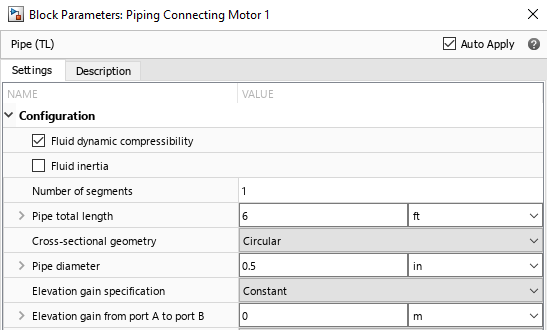 Block Parameters: Piping Connecting Motor 1
Pipe (TL)
Auto Apply
Settings Description
NAME VALUE
Configuration
Fluid dynamic compressibility
Fluid inertia
Number of segments 1
Pipe total length 6 ft
Cross-sectional geometry Circular
Pipe diameter 0.5 in
Elevation gain specification Constant
Elevation gain from port A to port B 0 m